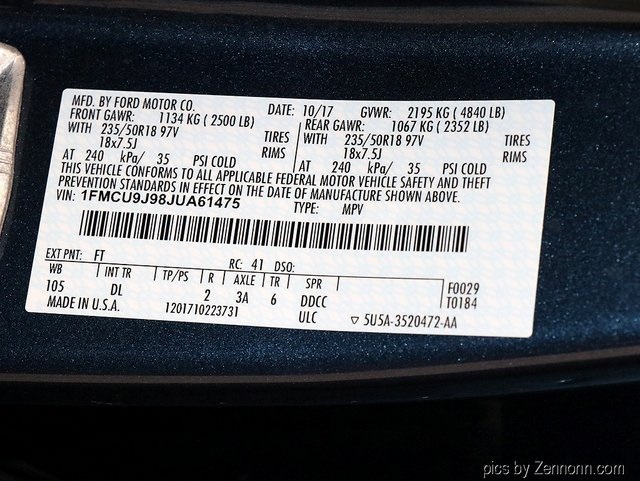 MFD. BY FORD MOTOR CO.
DATE: 10/17 GVWR: 2195 KG ( 4840 LB)
FRONT GAWR: 1134 KG ( 2500 LB) REAR GAWR: 1067 KG ( 2352 LB)
WITH 235/50R18 97V TIRES WITH 235/50R18 97V TIRES
18x7.5J RIMS 18x7.5J RIMS
AT 240 kPa/ 35 PSI COLD AT 240 kPa/ 35 PSI COLD
THIS VEHICLE CONFORMS TO ALL APPLICABLE FEDERAL MOTOR VEHICLE SAFETY AND THEFT
PREVENTION STANDARDS IN EFFECT ON THE DATE OF MANUFACTURE SHOWN ABOVE.
VIN: 1FMCU9J98JUA61475 TYPE: MPV
EXT PNT: FT RC: 41 DSO:
WB INT TR TP/PS R AXLE TR SPR F0029
105 DL 2 3A 6 DDCC T0184
MADE IN U.S.A. 1201710223731 ULC ▽ 5U5A-3520472-AA
pics by Zennonn.com